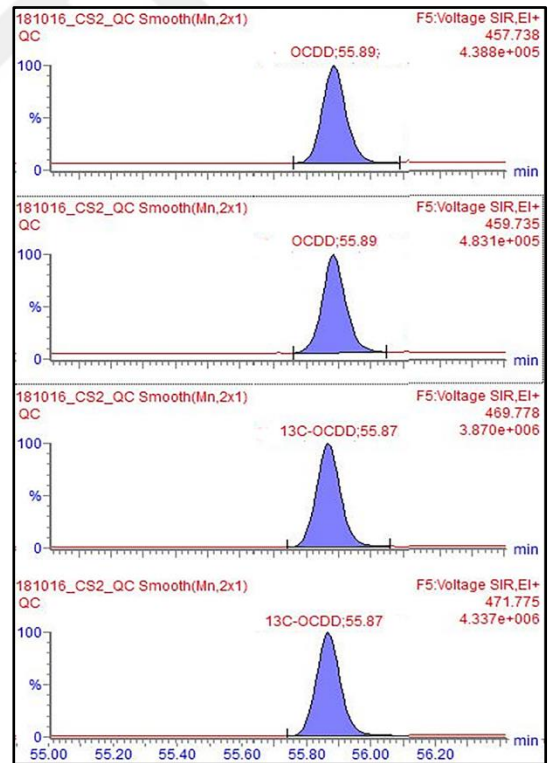 181016_CS2_QC Smooth(Mn,2x1) F5:Voltage SIR,EI+
QC 457.738
OCDD;55.89; 4.388e+005
100
%
0 min
181016_CS2_QC Smooth(Mn,2x1) F5:Voltage SIR,EI+
QC 459.735
OCDD;55.89 4.831e+005
100
%
0 min
181016_CS2_QC Smooth(Mn,2x1) F5:Voltage SIR,EI+
QC 469.778
13C-OCDD;55.87 3.870e+006
100
%
0 min
181016_CS2_QC Smooth(Mn,2x1) F5:Voltage SIR,EI+
QC 471.775
13C-OCDD;55.87 4.337e+006
100
%
0 min
55.00 55.20 55.40 55.60 55.80 56.00 56.20